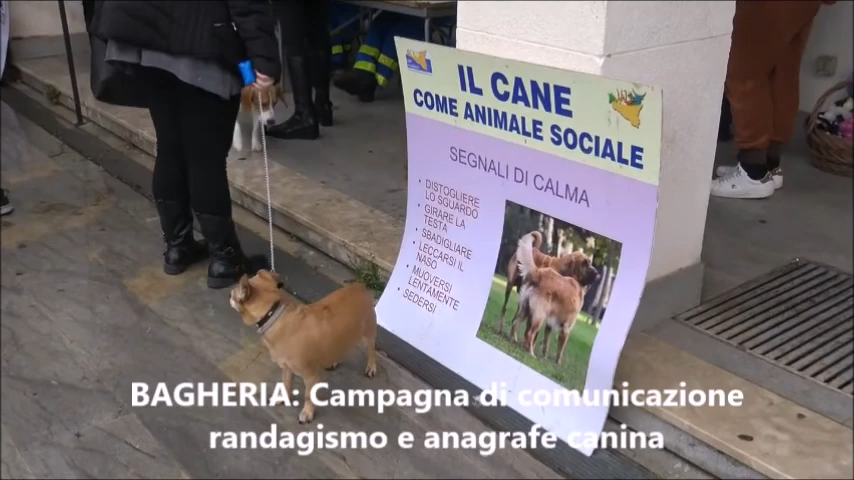 IL CANE
COME ANIMALE SOCIALE
SEGNALI DI CALMA
• DISTOGLIERE
LO SGUARDO
• GIRARE LA
TESTA
• SBADIGLIARE
• LECCARSI IL
NASO
• MUOVERSI
LENTAMENTE
• SEDERSI
BAGHERIA: Campagna di comunicazione
randagismo e anagrafe canina